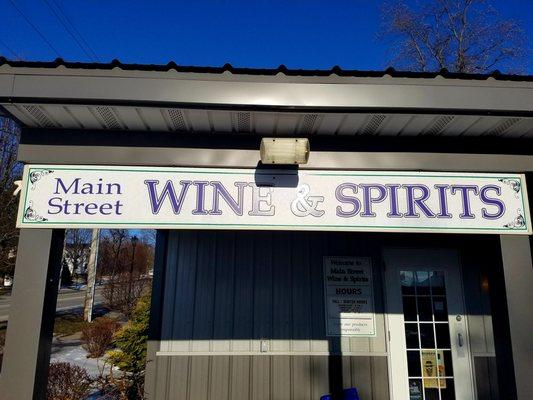 Main
Street
WINE & SPIRITS
Welcome to
Main Street
Wine & Spirits
HOURS